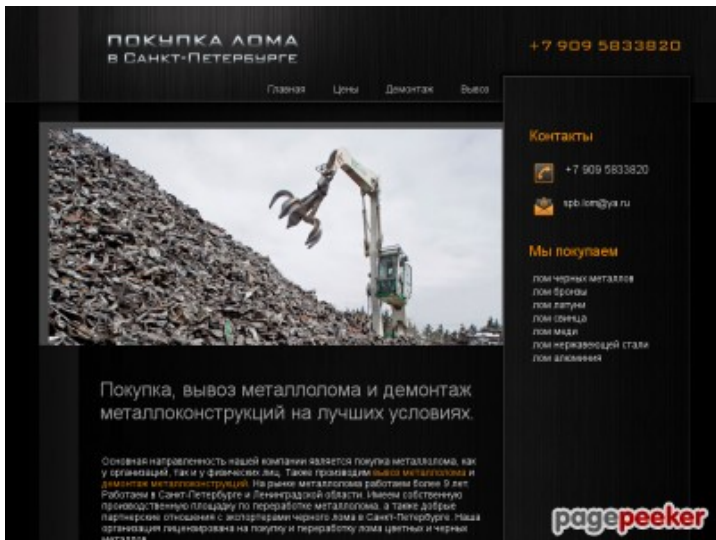 ПОКУПКА ЛОМА
В САНКТ-ПЕТЕРБУРГЕ
+7 909 5833820
Главная Цены Демонтаж Вывоз
Контакты
+7 909 5833820
spb.lom@ya.ru
Мы покупаем
лом черных металлов
лом бронзы
лом латуни
лом свинца
лом меди
лом нержавеющей стали
лом алюминия
Покупка, вывоз металлолома и демонтаж
металлоконструкций на лучших условиях.
Основная направленность нашей компании является покупка металлолома, как
у организаций, так и у физических лиц. Также производим вывоз металлолома и
демонтаж металлоконструкций. На рынке металлолома работаем более 9 лет.
Работаем в Санкт-Петербурге и Ленинградской области. Имеем собственную
производственную площадку по переработке металлолома, а также добрые
партнерские отношения с экспортерами черного лома в Санкт-Петербурге. Наша
организация лицензирована на покупку и переработку лома цветных и черных
металлов.
pagepeeker